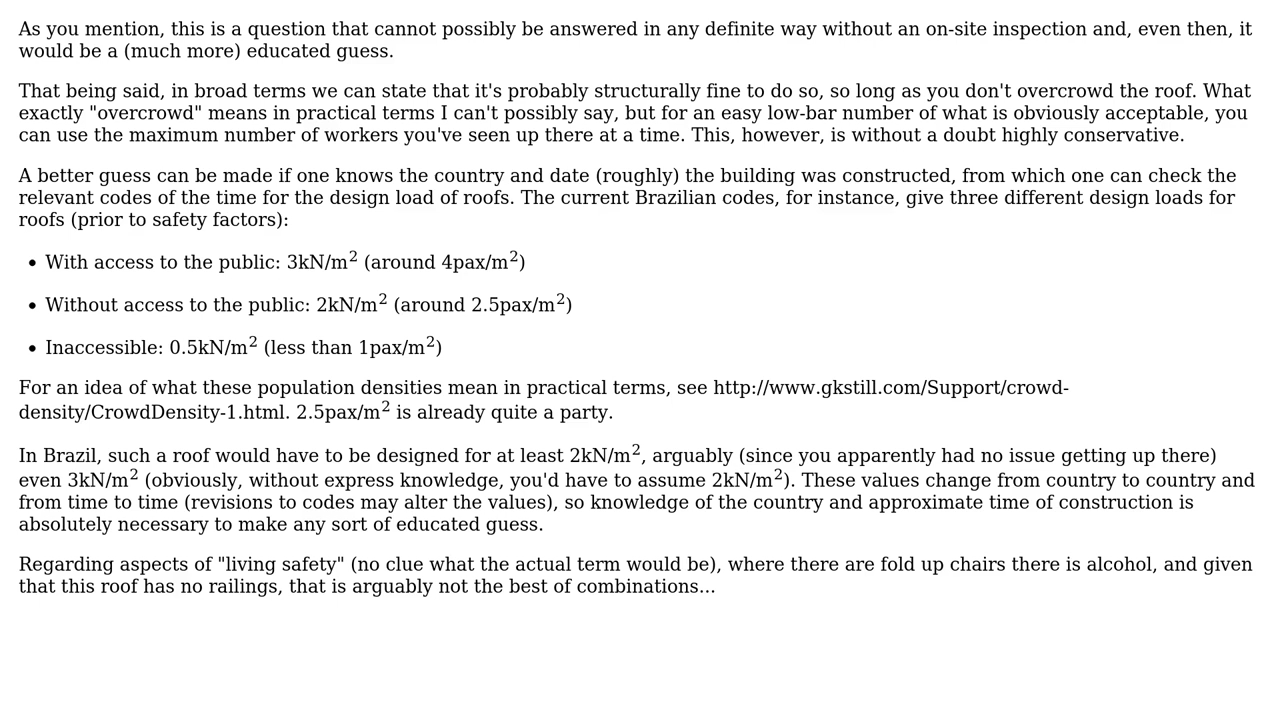 As you mention, this is a question that cannot possibly be answered in any definite way without an on-site inspection and, even then, it
would be a (much more) educated guess.
That being said, in broad terms we can state that it's probably structurally fine to do so, so long as you don't overcrowd the roof. What
exactly "overcrowd" means in practical terms I can't possibly say, but for an easy low-bar number of what is obviously acceptable, you
can use the maximum number of workers you've seen up there at a time. This, however, is without a doubt highly conservative.
A better guess can be made if one knows the country and date (roughly) the building was constructed, from which one can check the
relevant codes of the time for the design load of roofs. The current Brazilian codes, for instance, give three different design loads for
roofs (prior to safety factors):
• With access to the public: 3kN/m² (around 4pax/m²)
• Without access to the public: 2kN/m² (around 2.5pax/m²)
• Inaccessible: 0.5kN/m² (less than 1pax/m²)
For an idea of what these population densities mean in practical terms, see http://www.gkstill.com/Support/crowd-
density/CrowdDensity-1.html. 2.5pax/m² is already quite a party.
In Brazil, such a roof would have to be designed for at least 2kN/m², arguably (since you apparently had no issue getting up there)
even 3kN/m² (obviously, without express knowledge, you'd have to assume 2kN/m²). These values change from country to country and
from time to time (revisions to codes may alter the values), so knowledge of the country and approximate time of construction is
absolutely necessary to make any sort of educated guess.
Regarding aspects of "living safety" (no clue what the actual term would be), where there are fold up chairs there is alcohol, and given
that this roof has no railings, that is arguably not the best of combinations...